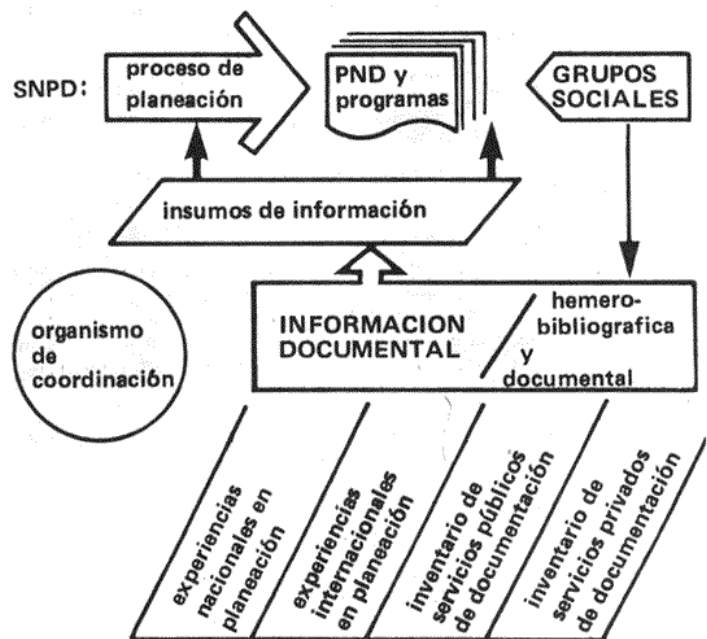 SNPD:
proceso de
planeación
PND y
programas
GRUPOS
SOCIALES
insumos de información
organismo
de
coordinación
INFORMACION
DOCUMENTAL
hemero-
bibliografica
y
documental
experiencias
nacionales en
planeación
experiencias
internacionales
en planeación
inventario de
servicios públicos
de documentación
inventario de
servicios privados
de documentación